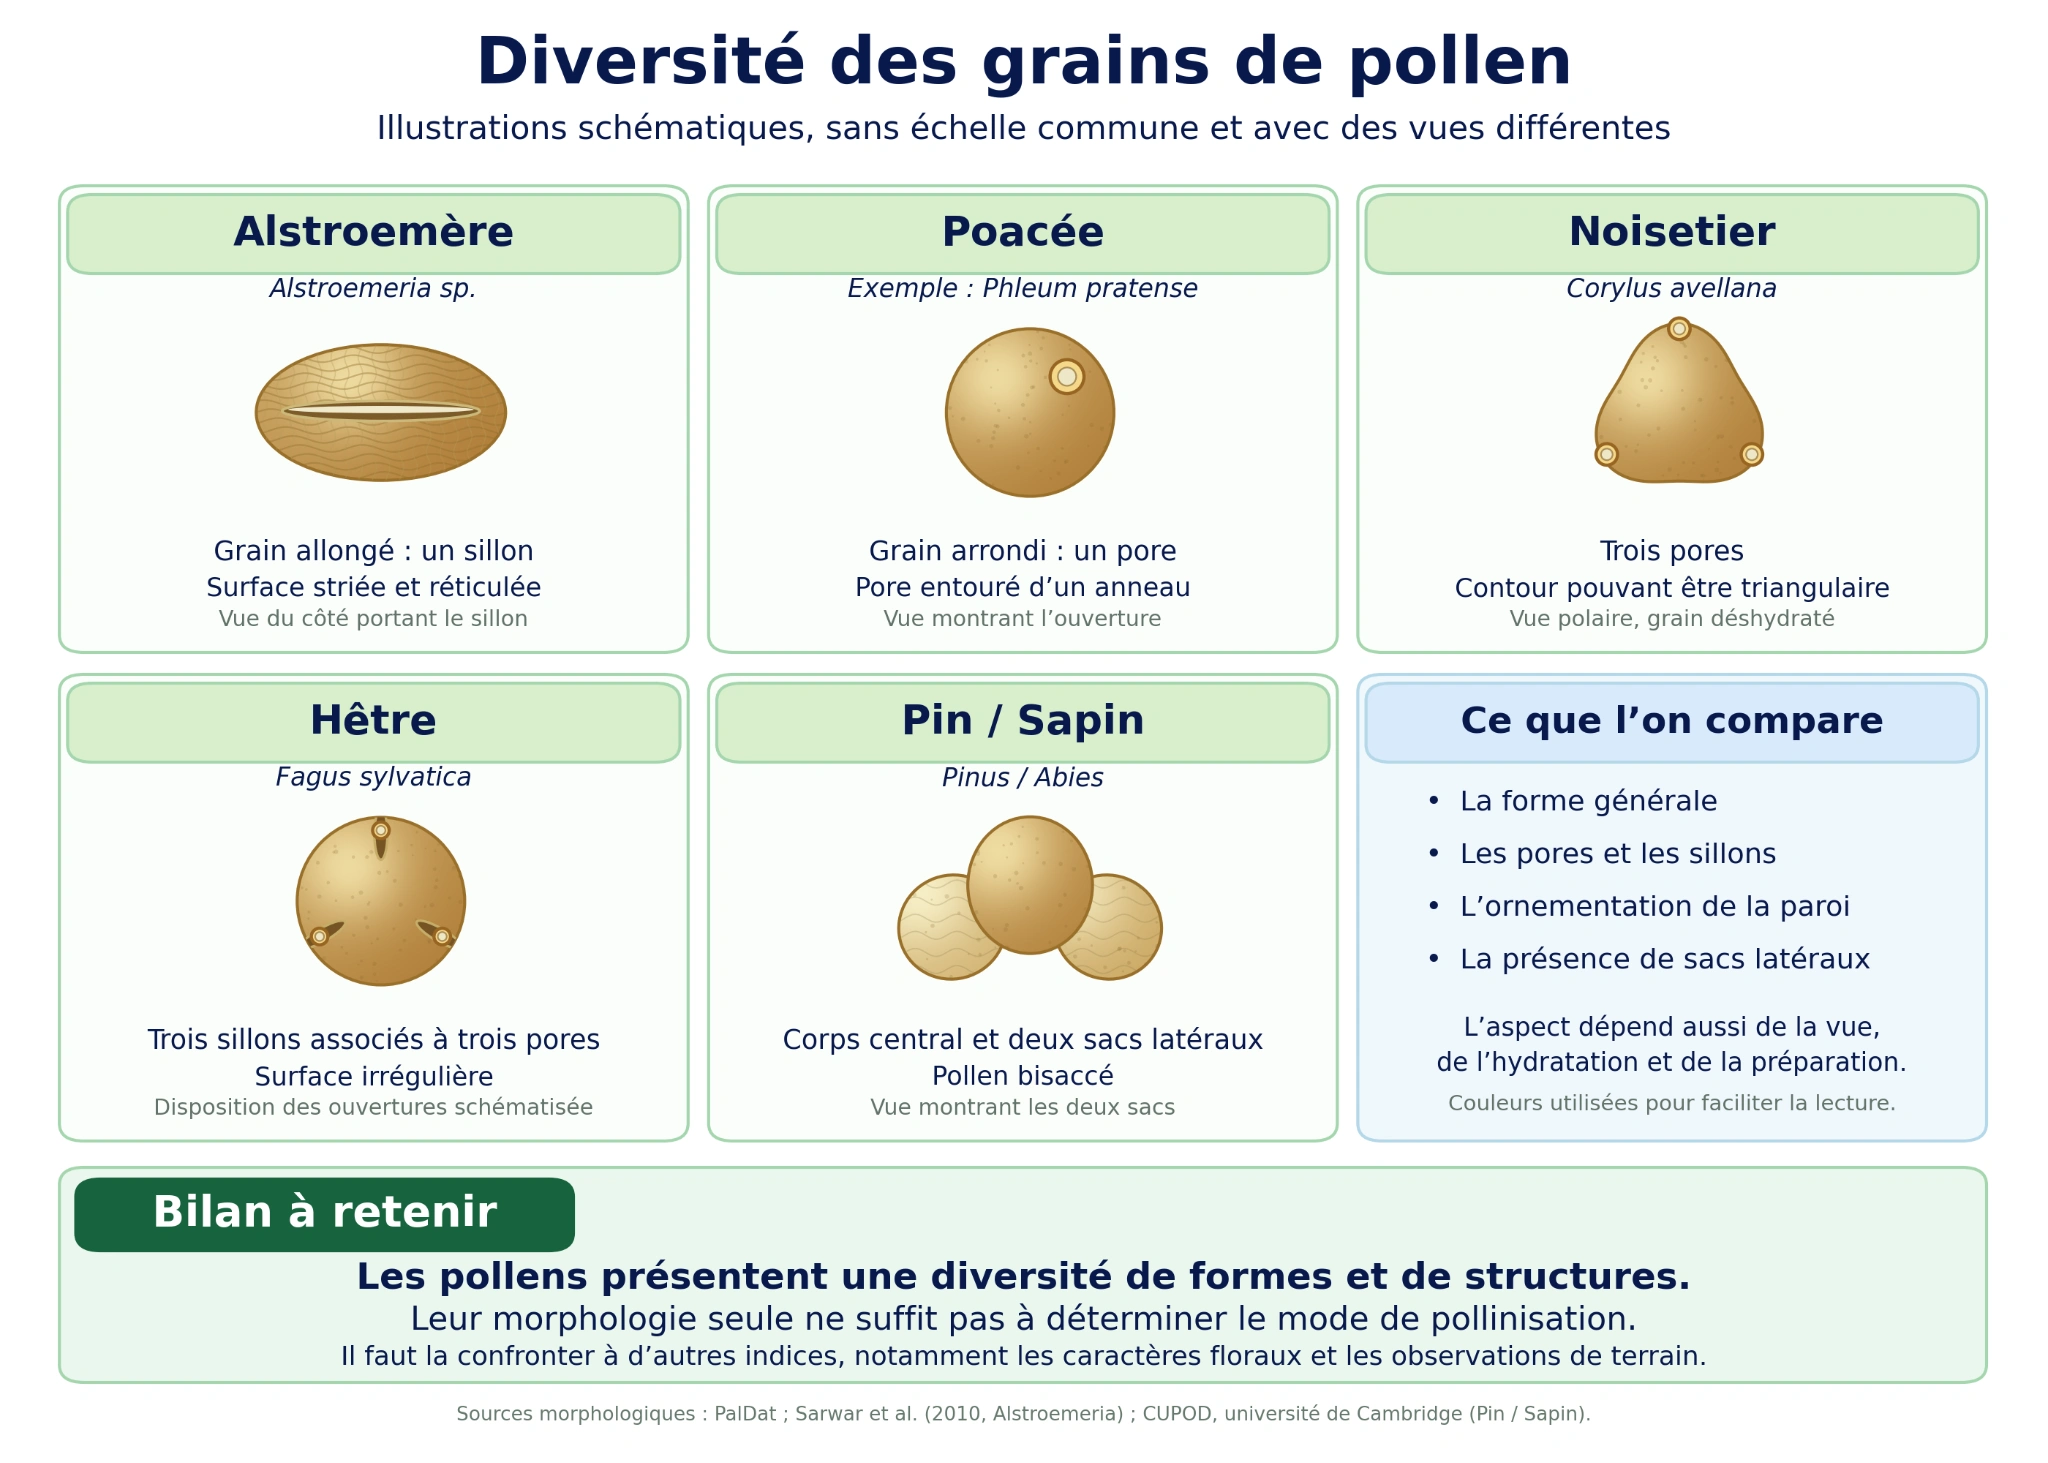 Diversité des grains de pollen
Illustrations schématiques, sans échelle commune et avec des vues différentes
Alstroemère
Alstroemeria sp.
Grain allongé : un sillon
Surface striée et réticulée
Vue du côté portant le sillon
Poacée
Exemple : Phleum pratense
Grain arrondi : un pore
Pore entouré d’un anneau
Vue montrant l’ouverture
Noisetier
Corylus avellana
Trois pores
Contour pouvant être triangulaire
Vue polaire, grain déshydraté
Hêtre
Fagus sylvatica
Trois sillons associés à trois pores
Surface irrégulière
Disposition des ouvertures schématisée
Pin / Sapin
Pinus / Abies
Corps central et deux sacs latéraux
Pollen bisaccé
Vue montrant les deux sacs
Ce que l’on compare
• La forme générale
• Les pores et les sillons
• L’ornementation de la paroi
• La présence de sacs latéraux
L’aspect dépend aussi de la vue,
de l’hydratation et de la préparation.
Couleurs utilisées pour faciliter la lecture.
Bilan à retenir
Les pollens présentent une diversité de formes et de structures.
Leur morphologie seule ne suffit pas à déterminer le mode de pollinisation.
Il faut la confronter à d’autres indices, notamment les caractères floraux et les observations de terrain.
Sources morphologiques : PalDat ; Sarwar et al. (2010, Alstroemeria) ; CUPOD, université de Cambridge (Pin / Sapin).